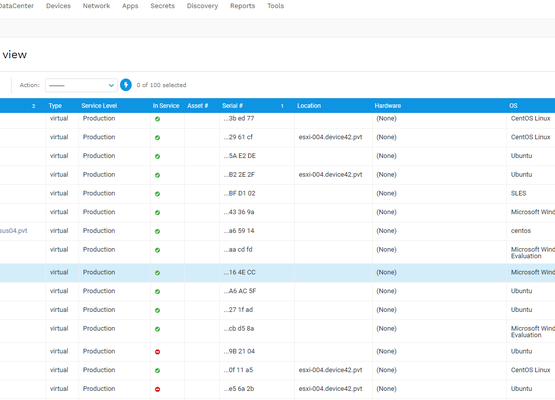 DataCenter Devices Network Apps Secrets Discovery Reports Tools
view
Action: -------- 0 of 100 selected
2 Type Service Level In Service Asset # Serial # 1 Location Hardware OS
virtual Production ...3b ed 77 (None) CentOS Linux
virtual Production ...29 61 cf esxi-004.device42.pvt (None) CentOS Linux
virtual Production ...5A E2 DE (None) Ubuntu
virtual Production ...B2 2E 2F esxi-004.device42.pvt (None) Ubuntu
virtual Production ...BF D1 02 (None) SLES
virtual Production ...43 36 9a (None) Microsoft Wind
sus04.pvt virtual Production ...a6 59 14 (None) centos
virtual Production ...aa cd fd (None) Microsoft Wind
Evaluation
virtual Production ...16 4E CC (None) Microsoft Wind
virtual Production ...A6 AC 5F (None) Ubuntu
virtual Production ...27 1f ad (None) Ubuntu
virtual Production ...cb d5 8a (None) Microsoft Wind
Evaluation
virtual Production ...9B 21 04 (None) Ubuntu
virtual Production ...0f 11 a5 esxi-004.device42.pvt (None) CentOS Linux
virtual Production ...e5 6a 2b esxi-004.device42.pvt (None) Ubuntu